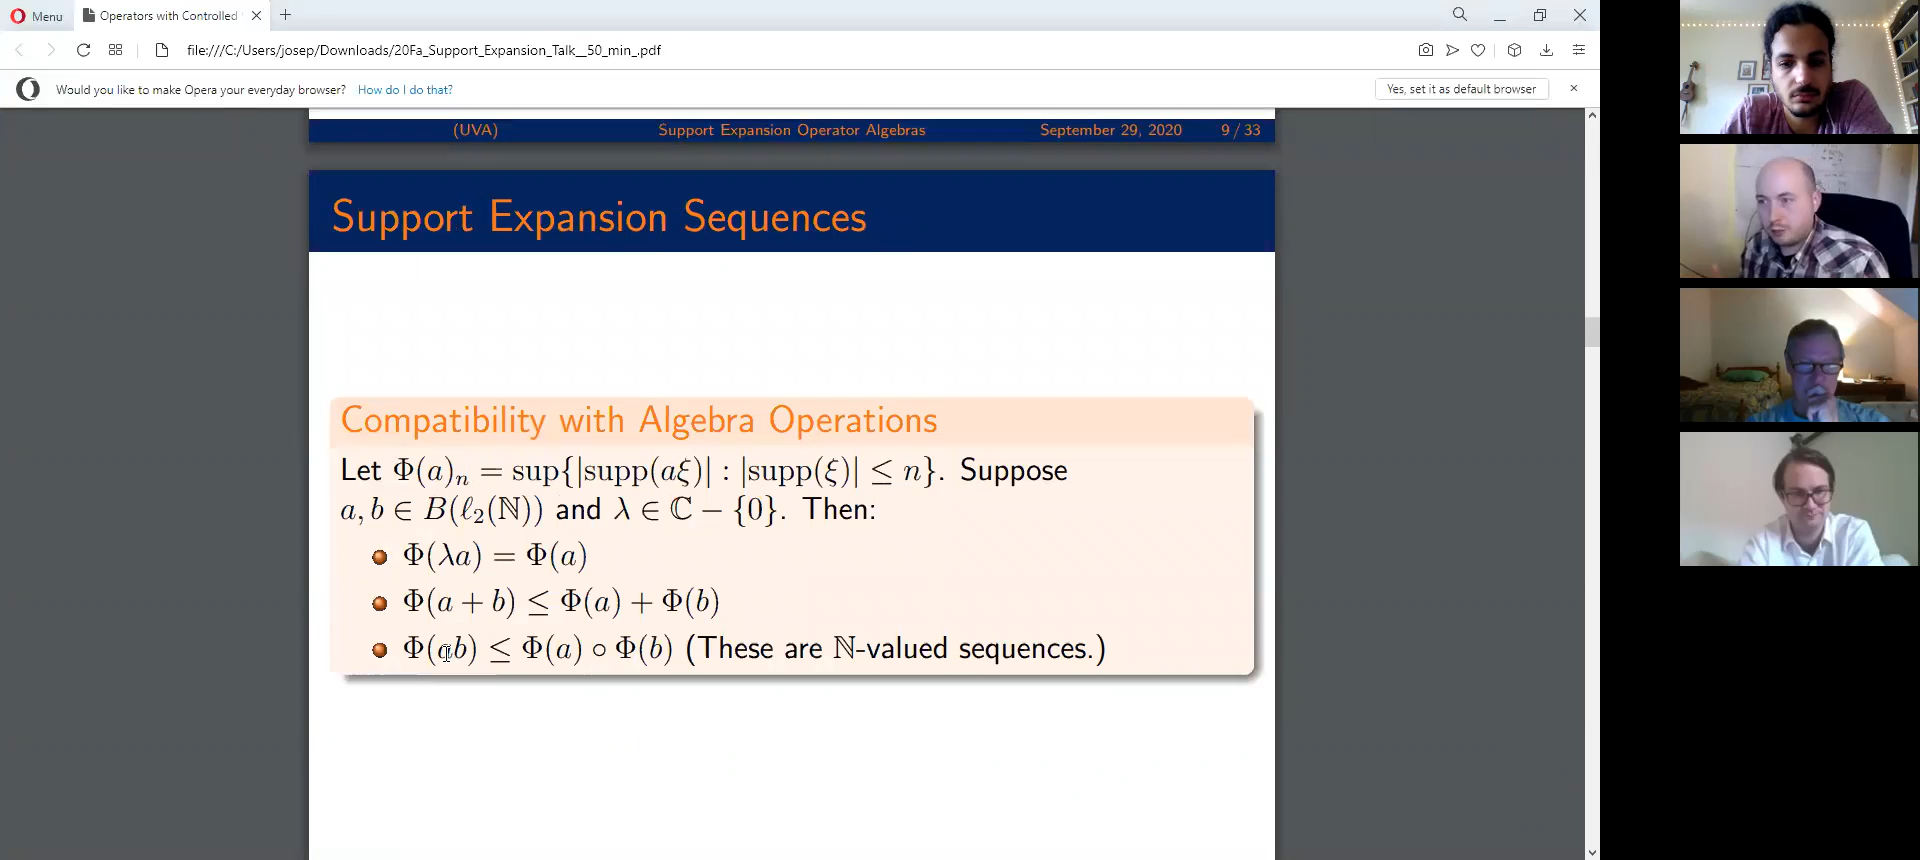 Menu
Operators with Controlled
file:///C:/Users/josep/Downloads/20Fa_Support_Expansion_Talk__50_min_.pdf
Would you like to make Opera your everyday browser? How do I do that?
Yes, set it as default browser
(UVA) Support Expansion Operator Algebras September 29, 2020 9 / 33
Support Expansion Sequences
Compatibility with Algebra Operations
Let Φ(a)ₙ = sup{|supp(aξ)| : |supp(ξ)| ≤ n}. Suppose
a, b ∈ B(ℓ₂(ℕ)) and λ ∈ ℂ − {0}. Then:
Φ(λa) = Φ(a)
Φ(a + b) ≤ Φ(a) + Φ(b)
Φ(ab) ≤ Φ(a) ∘ Φ(b) (These are ℕ-valued sequences.)